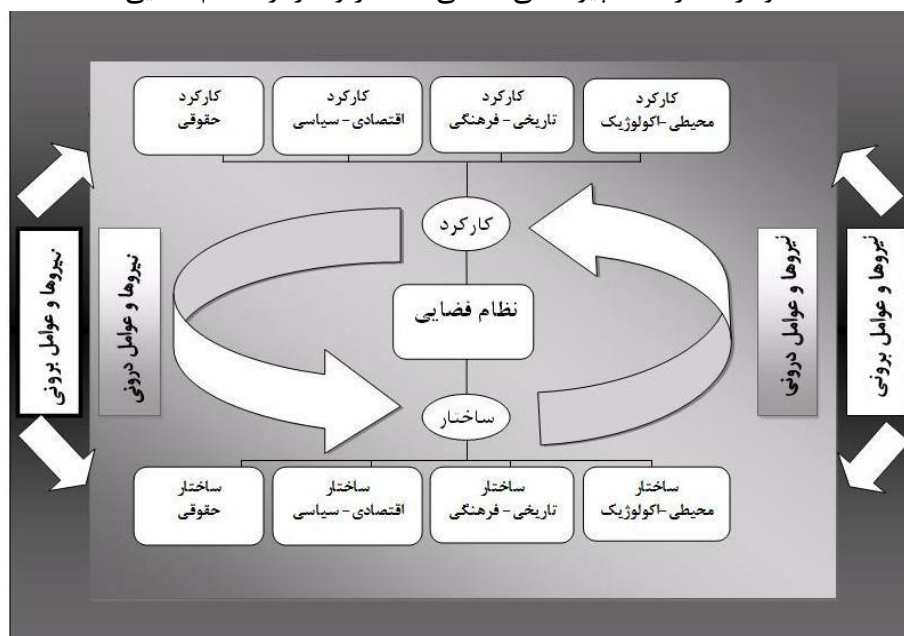 کارکرد
محیطی-اکولوژیک
کارکرد
تاریخی-فرهنگی
کارکرد
اقتصادی-سیاسی
کارکرد
حقوقی
کارکرد
نیروها و عوامل برونی
نیروها و عوامل درونی
نظام فضایی
نیروها و عوامل درونی
نیروها و عوامل برونی
ساختار
ساختار
محیطی-اکولوژیک
ساختار
تاریخی-فرهنگی
ساختار
اقتصادی-سیاسی
ساختار
حقوقی